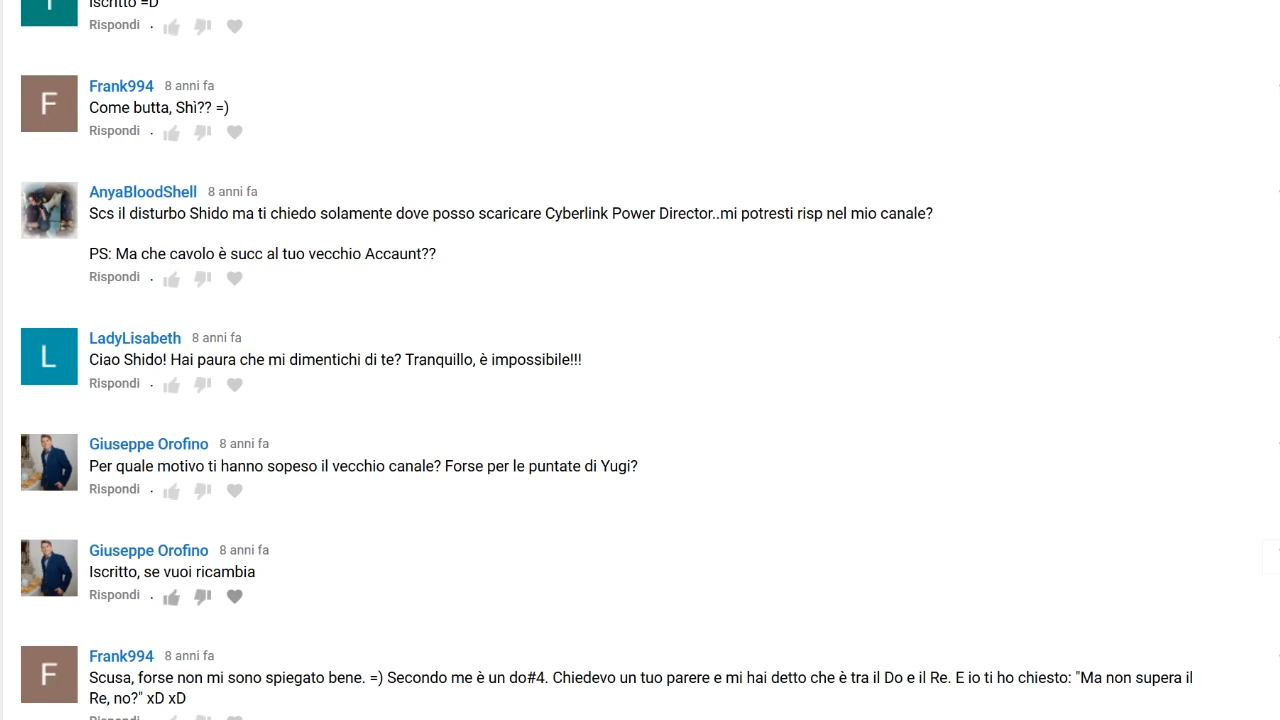 Iscritto =D
Rispondi .
F
Frank994 8 anni fa
Come butta, Shì?? =)
Rispondi .
AnyaBloodShell 8 anni fa
Scs il disturbo Shido ma ti chiedo solamente dove posso scaricare Cyberlink Power Director..mi potresti risp nel mio canale?
PS: Ma che cavolo è succ al tuo vecchio Accaunt??
Rispondi .
L
LadyLisabeth 8 anni fa
Ciao Shido! Hai paura che mi dimentichi di te? Tranquillo, è impossibile!!!
Rispondi .
Giuseppe Orofino 8 anni fa
Per quale motivo ti hanno sopeso il vecchio canale? Forse per le puntate di Yugi?
Rispondi .
Giuseppe Orofino 8 anni fa
Iscritto, se vuoi ricambia
Rispondi .
F
Frank994 8 anni fa
Scusa, forse non mi sono spiegato bene. =) Secondo me è un do#4. Chiedevo un tuo parere e mi hai detto che è tra il Do e il Re. E io ti ho chiesto: "Ma non supera il
Re, no?" xD xD
Rispondi